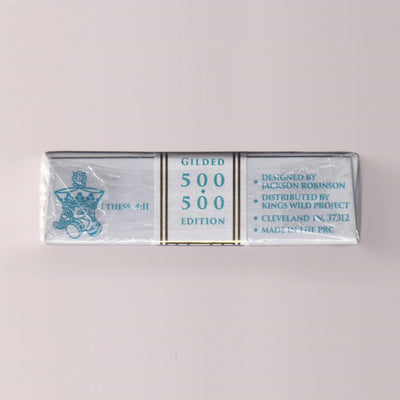 I THESS. 4:11
GILDED
500
500
EDITION
DESIGNED BY
JACKSON ROBINSON
DISTRIBUTED BY
KINGS WILD PROJECT
CLEVELAND TN, 37312
MADE IN THE PRC